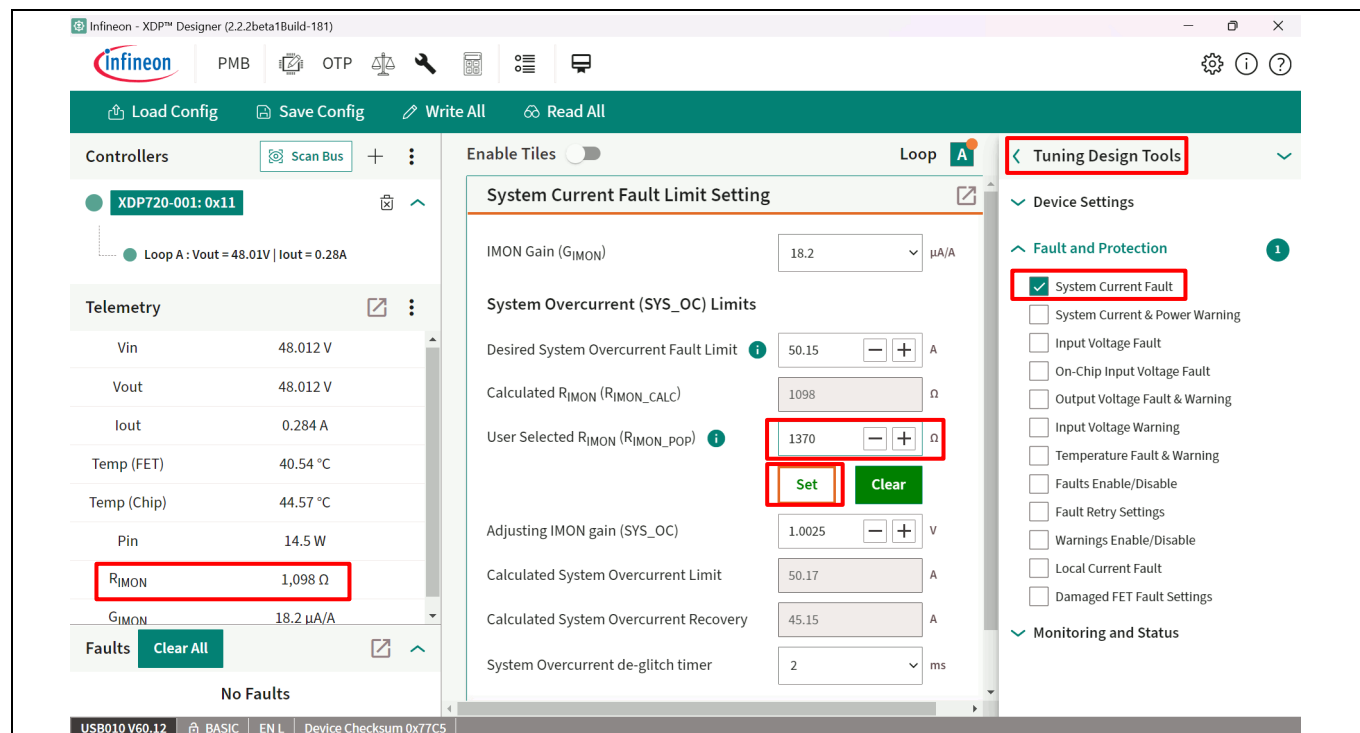 Infineon - XDP™ Designer (2.2.2beta1Build-181)
infineon PMB OTP
Load Config Save Config Write All Read All
Controllers Scan Bus
XDP720-001: 0x11
Loop A : Vout = 48.01V | Iout = 0.28A
Telemetry
Vin 48.012 V
Vout 48.012 V
Iout 0.284 A
Temp (FET) 40.54 °C
Temp (Chip) 44.57 °C
Pin 14.5 W
RIMON 1,098 Ω
GIMON 18.2 μA/A
Faults Clear All
No Faults
Enable Tiles Loop A
System Current Fault Limit Setting
IMON Gain (GIMON) 18.2 μA/A
System Overcurrent (SYS_OC) Limits
Desired System Overcurrent Fault Limit i 50.15 A
Calculated RIMON (RIMON_CALC) 1098 Ω
User Selected RIMON (RIMON_POP) i 1370 Ω
Set Clear
Adjusting IMON gain (SYS_OC) 1.0025 V
Calculated System Overcurrent Limit 50.17 A
Calculated System Overcurrent Recovery 45.15 A
System Overcurrent de-glitch timer 2 ms
Tuning Design Tools
Device Settings
Fault and Protection 1
System Current Fault
System Current & Power Warning
Input Voltage Fault
On-Chip Input Voltage Fault
Output Voltage Fault & Warning
Input Voltage Warning
Temperature Fault & Warning
Faults Enable/Disable
Fault Retry Settings
Warnings Enable/Disable
Local Current Fault
Damaged FET Fault Settings
Monitoring and Status
USB010 V60.12 BASIC EN L Device Checksum 0x77C5